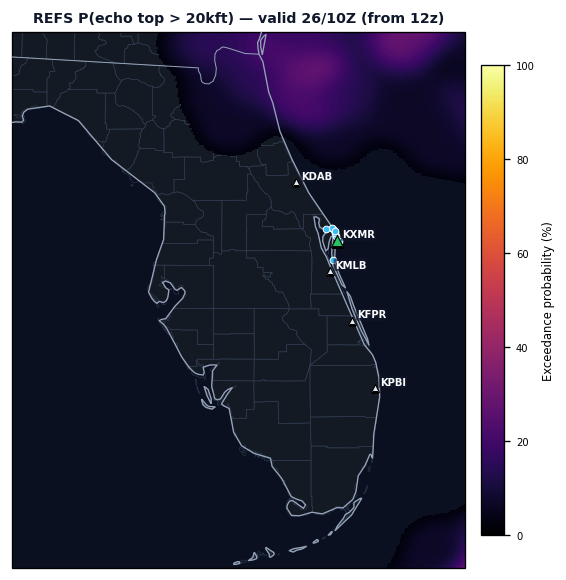 REFS P(echo top > 20kft) — valid 26/10Z (from 12z)
KDAB
KXMR
KMLB
KFPR
KPBI
100
80
60
40
20
0
Exceedance probability (%)